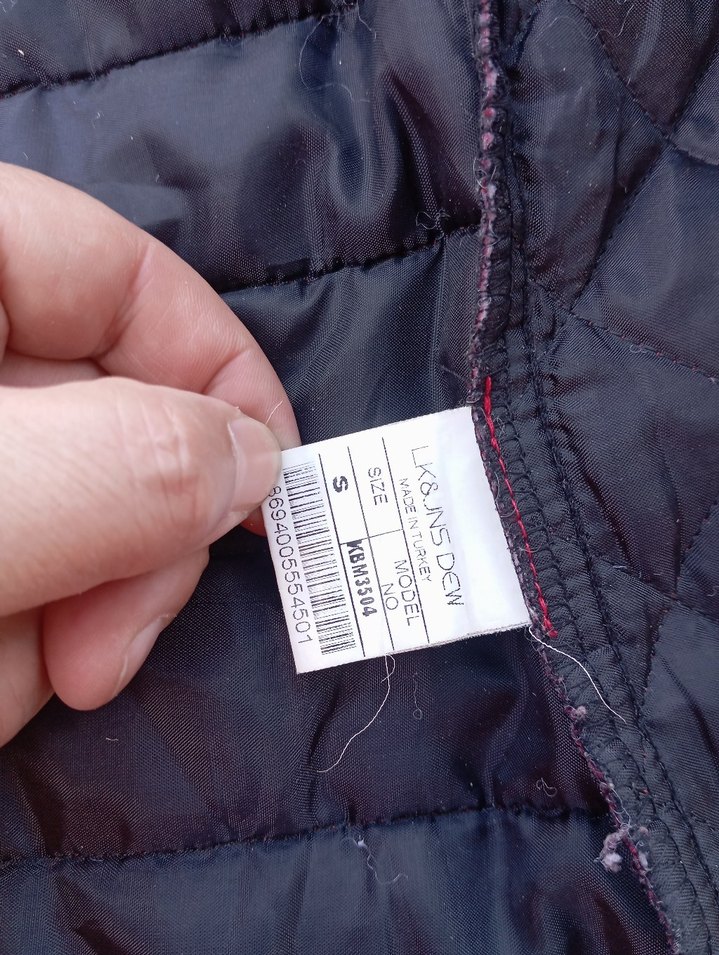 LK&JNS DEW
MADE IN TURKEY
SIZE MODEL NO
S KBM3504
8694005554501